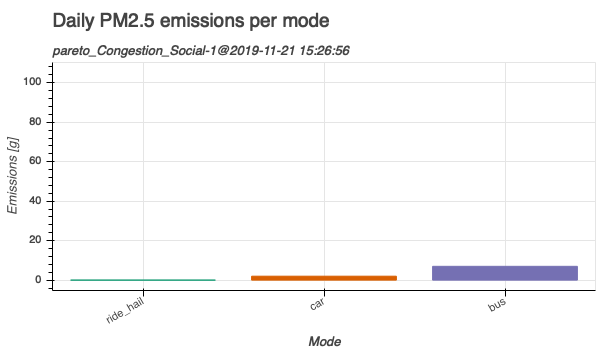 Daily PM2.5 emissions per mode
pareto_Congestion_Social-1@2019-11-21 15:26:56
Emissions [g]
100
80
60
40
20
0
ride_hail
car
bus
Mode